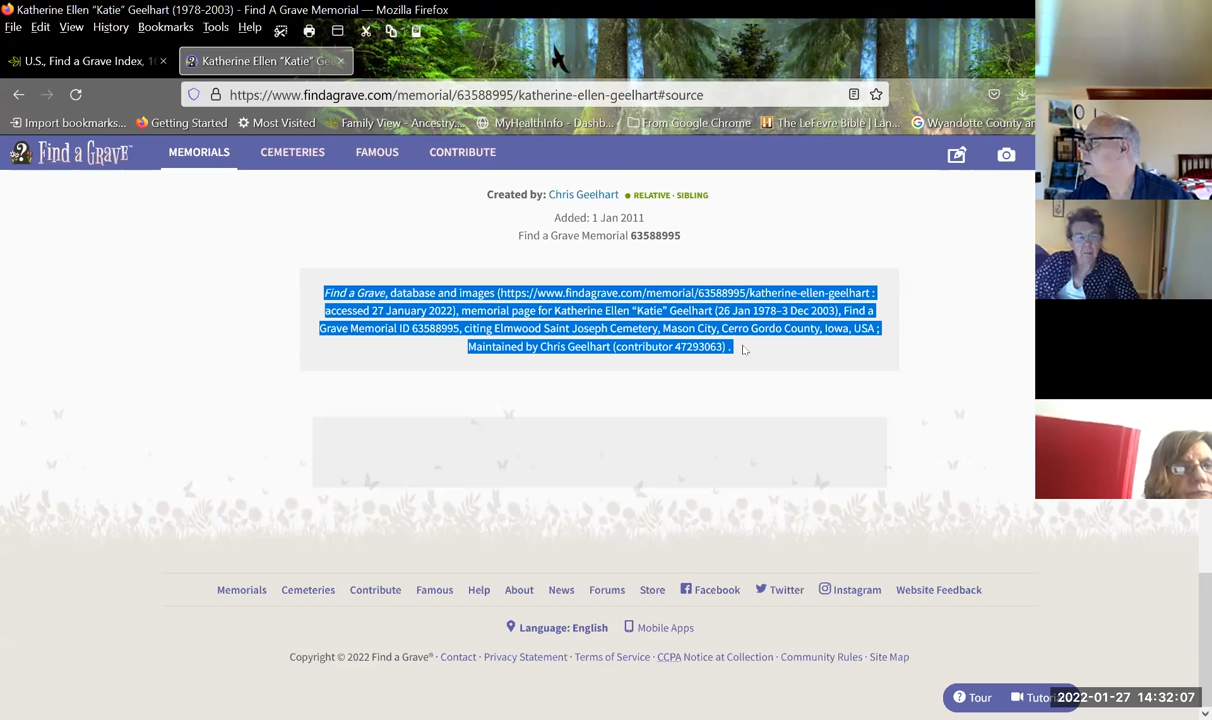 Katherine Ellen “Katie” Geelhart (1978-2003) - Find A Grave Memorial — Mozilla Firefox
File Edit View History Bookmarks Tools Help
U.S., Find a Grave Index, 1 × Katherine Ellen “Katie” Gee ×
https://www.findagrave.com/memorial/63588995/katherine-ellen-geelhart#source
Import bookmarks... Getting Started Most Visited Family View - Ancestry... MyHealthInfo - Dashb... From Google Chrome The LeFevre Bible | Lan... Wyandotte County an
Find a Grave™ MEMORIALS CEMETERIES FAMOUS CONTRIBUTE
Created by: Chris Geelhart ● RELATIVE · SIBLING
Added: 1 Jan 2011
Find a Grave Memorial 63588995
Find a Grave, database and images (https://www.findagrave.com/memorial/63588995/katherine-ellen-geelhart :
accessed 27 January 2022), memorial page for Katherine Ellen “Katie” Geelhart (26 Jan 1978–3 Dec 2003), Find a
Grave Memorial ID 63588995, citing Elmwood Saint Joseph Cemetery, Mason City, Cerro Gordo County, Iowa, USA ;
Maintained by Chris Geelhart (contributor 47293063) .
Memorials Cemeteries Contribute Famous Help About News Forums Store Facebook Twitter Instagram Website Feedback
Language: English Mobile Apps
Copyright © 2022 Find a Grave® · Contact · Privacy Statement · Terms of Service · CCPA Notice at Collection · Community Rules · Site Map
Tour Tutori 2022-01-27 14:32:07